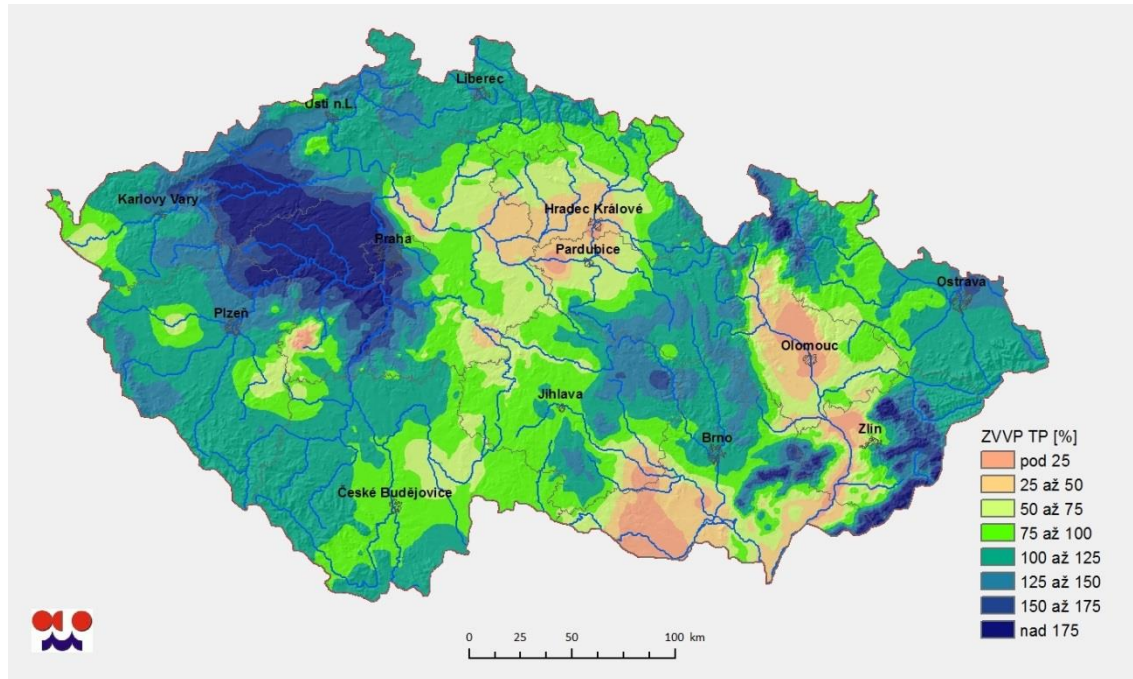 Liberec
Ústí n.L.
Karlovy Vary
Hradec Králové
Praha
Pardubice
Ostrava
Plzeň
Olomouc
Jihlava
Zlín
Brno
České Budějovice
ZVVP TP [%]
pod 25
25 až 50
50 až 75
75 až 100
100 až 125
125 až 150
150 až 175
nad 175
0 25 50 100 km